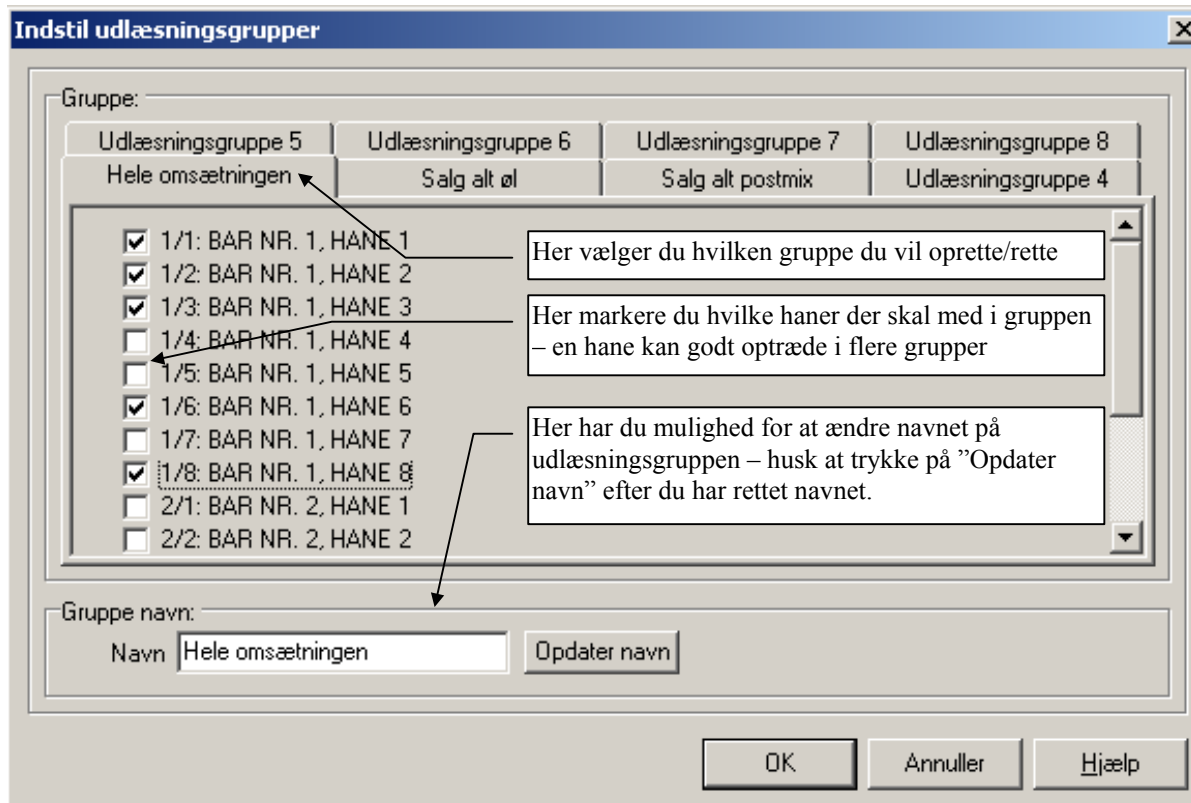 Indstil udlæsningsgrupper
Gruppe:
Udlæsningsgruppe 5
Udlæsningsgruppe 6
Udlæsningsgruppe 7
Udlæsningsgruppe 8
Hele omsætningen
Salg alt øl
Salg alt postmix
Udlæsningsgruppe 4
1/1: BAR NR. 1, HANE 1
1/2: BAR NR. 1, HANE 2
1/3: BAR NR. 1, HANE 3
1/4: BAR NR. 1, HANE 4
1/5: BAR NR. 1, HANE 5
1/6: BAR NR. 1, HANE 6
1/7: BAR NR. 1, HANE 7
1/8: BAR NR. 1, HANE 8
2/1: BAR NR. 2, HANE 1
2/2: BAR NR. 2, HANE 2
Her vælger du hvilken gruppe du vil oprette/rette
Her markere du hvilke haner der skal med i gruppen
– en hane kan godt optræde i flere grupper
Her har du mulighed for at ændre navnet på
udlæsningsgruppen – husk at trykke på ”Opdater
navn” efter du har rettet navnet.
Gruppe navn:
Navn Hele omsætningen Opdater navn
OK Annuller Hjælp